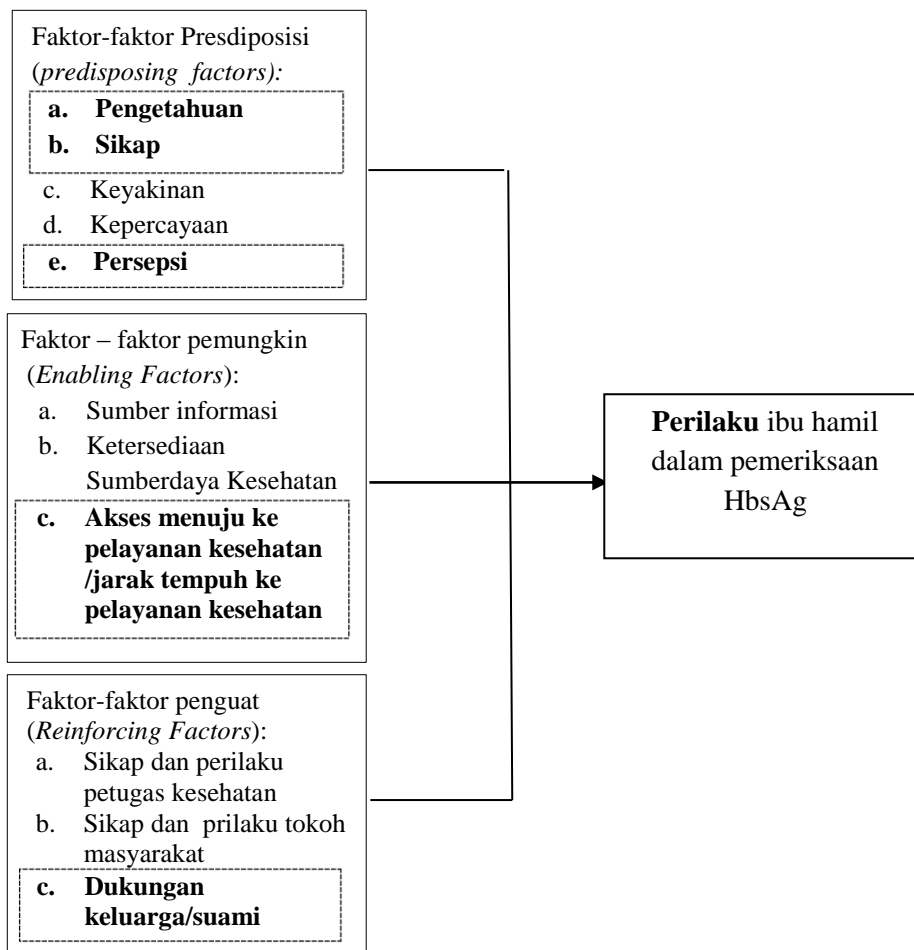 Faktor-faktor Presdiposisi
(predisposing factors):
a. Pengetahuan
b. Sikap
c. Keyakinan
d. Kepercayaan
e. Persepsi
Faktor – faktor pemungkin
(Enabling Factors):
a. Sumber informasi
b. Ketersediaan
Sumberdaya Kesehatan
c. Akses menuju ke
pelayanan kesehatan
/jarak tempuh ke
pelayanan kesehatan
Faktor-faktor penguat
(Reinforcing Factors):
a. Sikap dan perilaku
petugas kesehatan
b. Sikap dan prilaku tokoh
masyarakat
c. Dukungan
keluarga/suami
Perilaku ibu hamil
dalam pemeriksaan
HbsAg